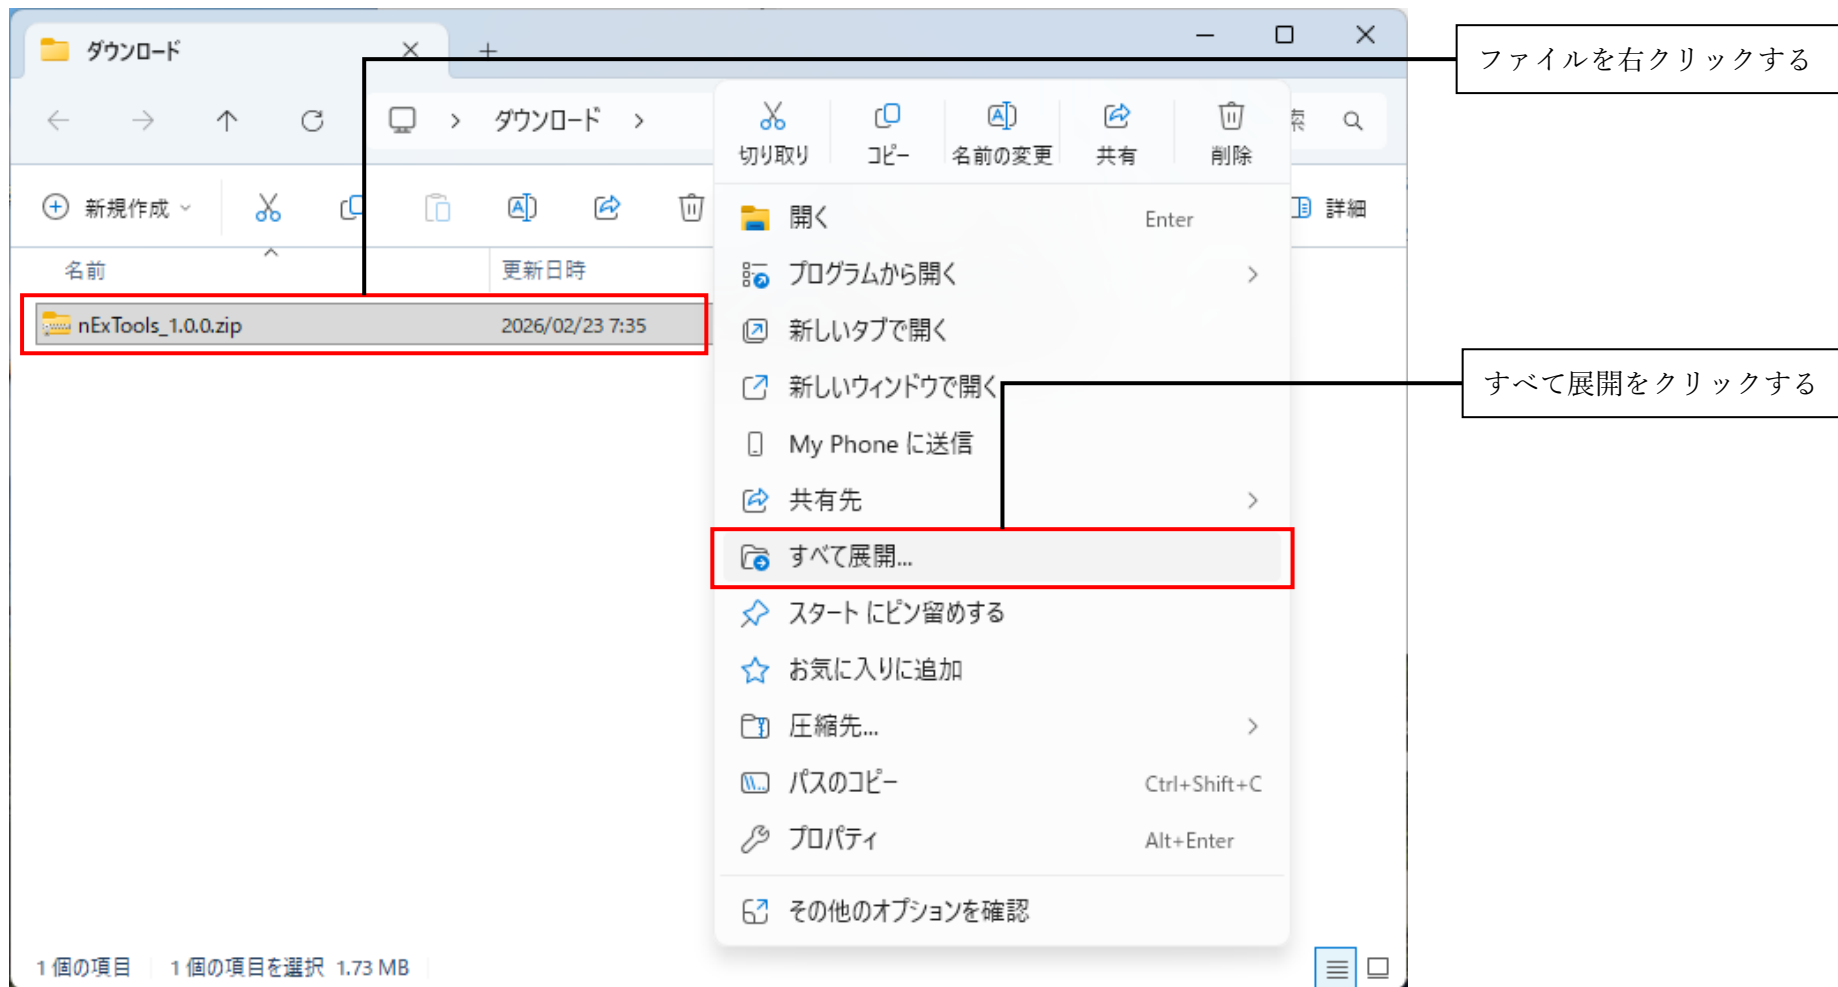 ダウンロード
ファイルを右クリックする
ダウンロード
索
切り取り
コピー
名前の変更
共有
削除
新規作成
詳細
開く Enter
名前
更新日時
プログラムから開く
nExTools_1.0.0.zip 2026/02/23 7:35
新しいタブで開く
新しいウィンドウで開く
すべて展開をクリックする
My Phone に送信
共有先
すべて展開...
スタート にピン留めする
お気に入りに追加
圧縮先...
パスのコピー Ctrl+Shift+C
プロパティ Alt+Enter
その他のオプションを確認
1 個の項目
1 個の項目を選択 1.73 MB